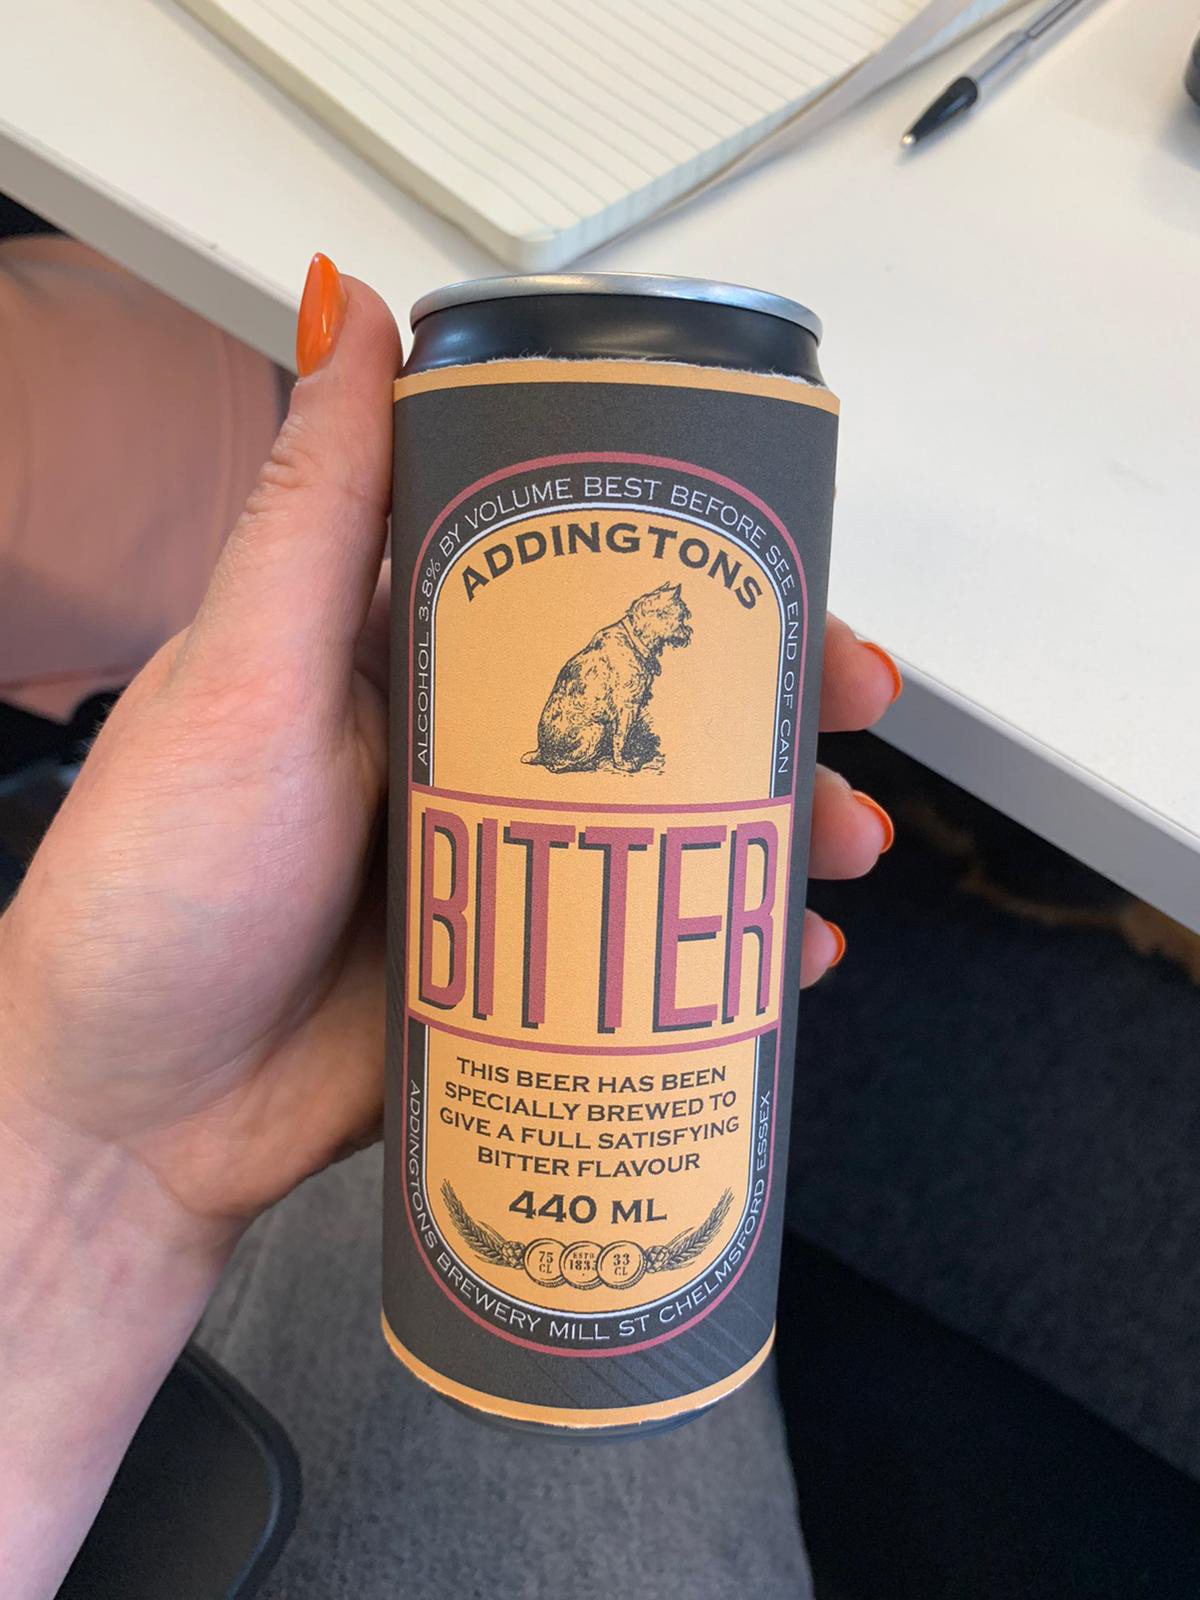 ALCOHOL 3.8% BY VOLUME BEST BEFORE SEE END OF CAN
ADDINGTONS
BITTER
THIS BEER HAS BEEN
SPECIALLY BREWED TO
GIVE A FULL SATISFYING
BITTER FLAVOUR
440 ML
75 CL
ESTD
33 CL
ADDINGTONS BREWERY MILL ST CHELMSFORD ESSEX